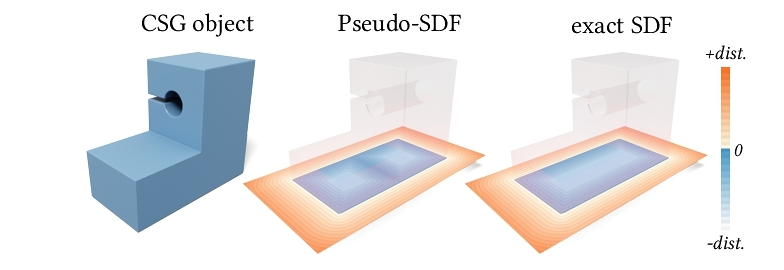 CSG object
Pseudo-SDF
exact SDF
+dist.
0
-dist.